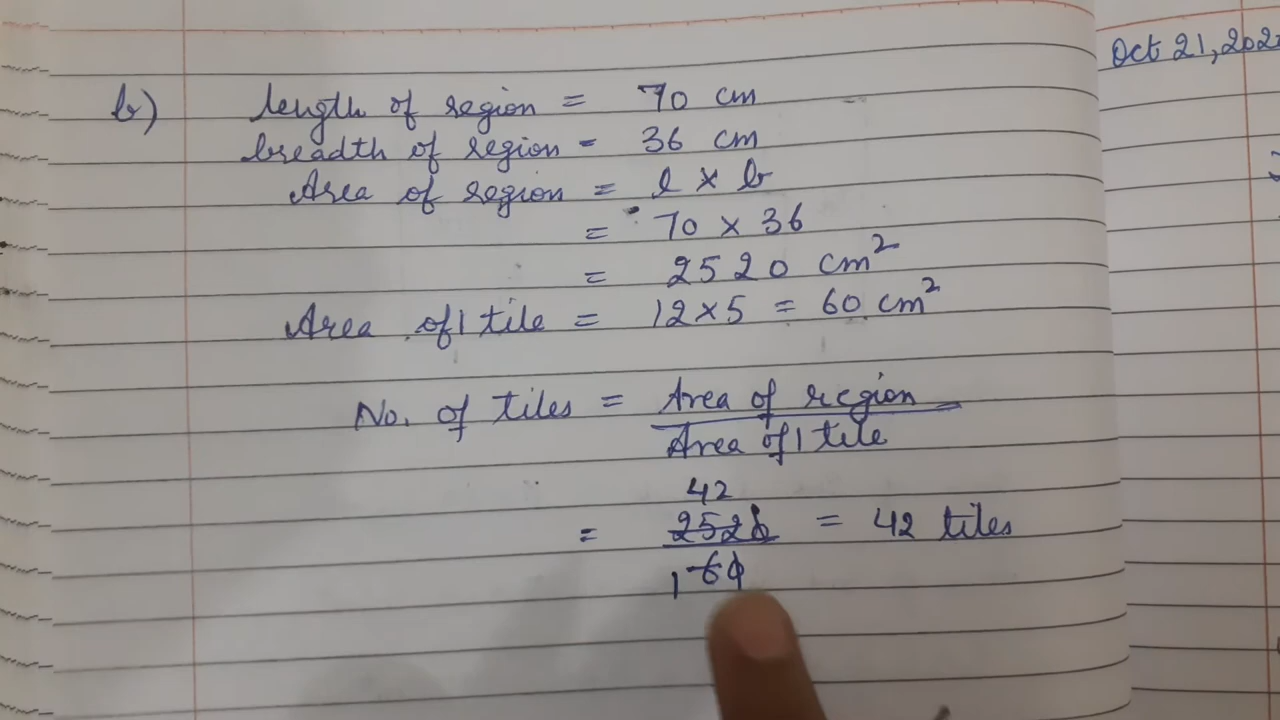 Oct 21, 202
b) length of region = 70 cm
breadth of region = 36 cm
Area of region = l × b
= 70 × 36
= 2520 cm²
Area of 1 tile = 12×5 = 60 cm²
No. of tiles = Area of region
Area of 1 tile
42
= 2520 = 42 tiles
1 60